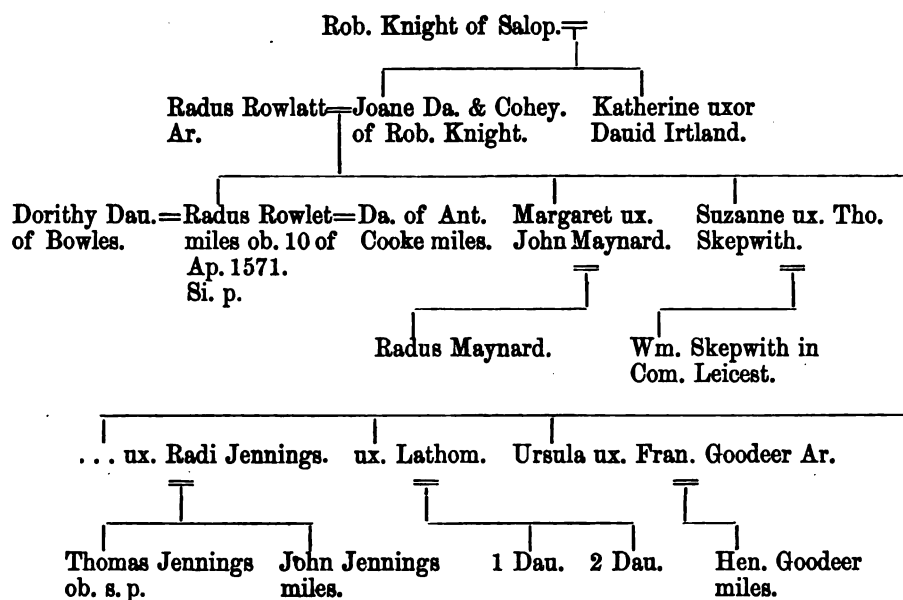 Rob. Knight of Salop.
Radus Rowlatt
Ar.
Joane Da. & Cohey.
of Rob. Knight.
Katherine uxor
Dauid Irtland.
Dorithy Dau.
of Bowles.
Radus Rowlet
miles ob. 10 of
Ap. 1571.
Si. p.
Da. of Ant.
Cooke miles.
Margaret ux.
John Maynard.
Suzanne ux. Tho.
Skepwith.
Radus Maynard.
Wm. Skepwith in
Com. Leicest.
... ux. Radi Jennings.
ux. Lathom.
Ursula ux. Fran. Goodeer Ar.
Thomas Jennings
ob. s. p.
John Jennings
miles.
1 Dau.
2 Dau.
Hen. Goodeer
miles.